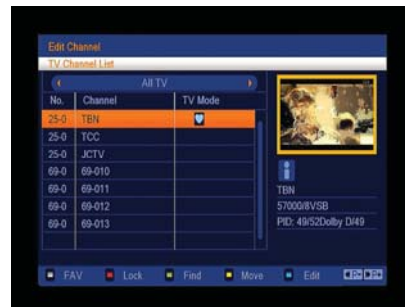 Edit Channel
TV Channel List
All TV
No. Channel TV Mode
25-0 TBN
25-0 TCC
25-0 JCTV
69-0 69-010
69-0 69-011
69-0 69-012
69-0 69-013
TBN
57000/8VSB
PID: 49/52Dolby D/49
FAV Lock Find Move Edit